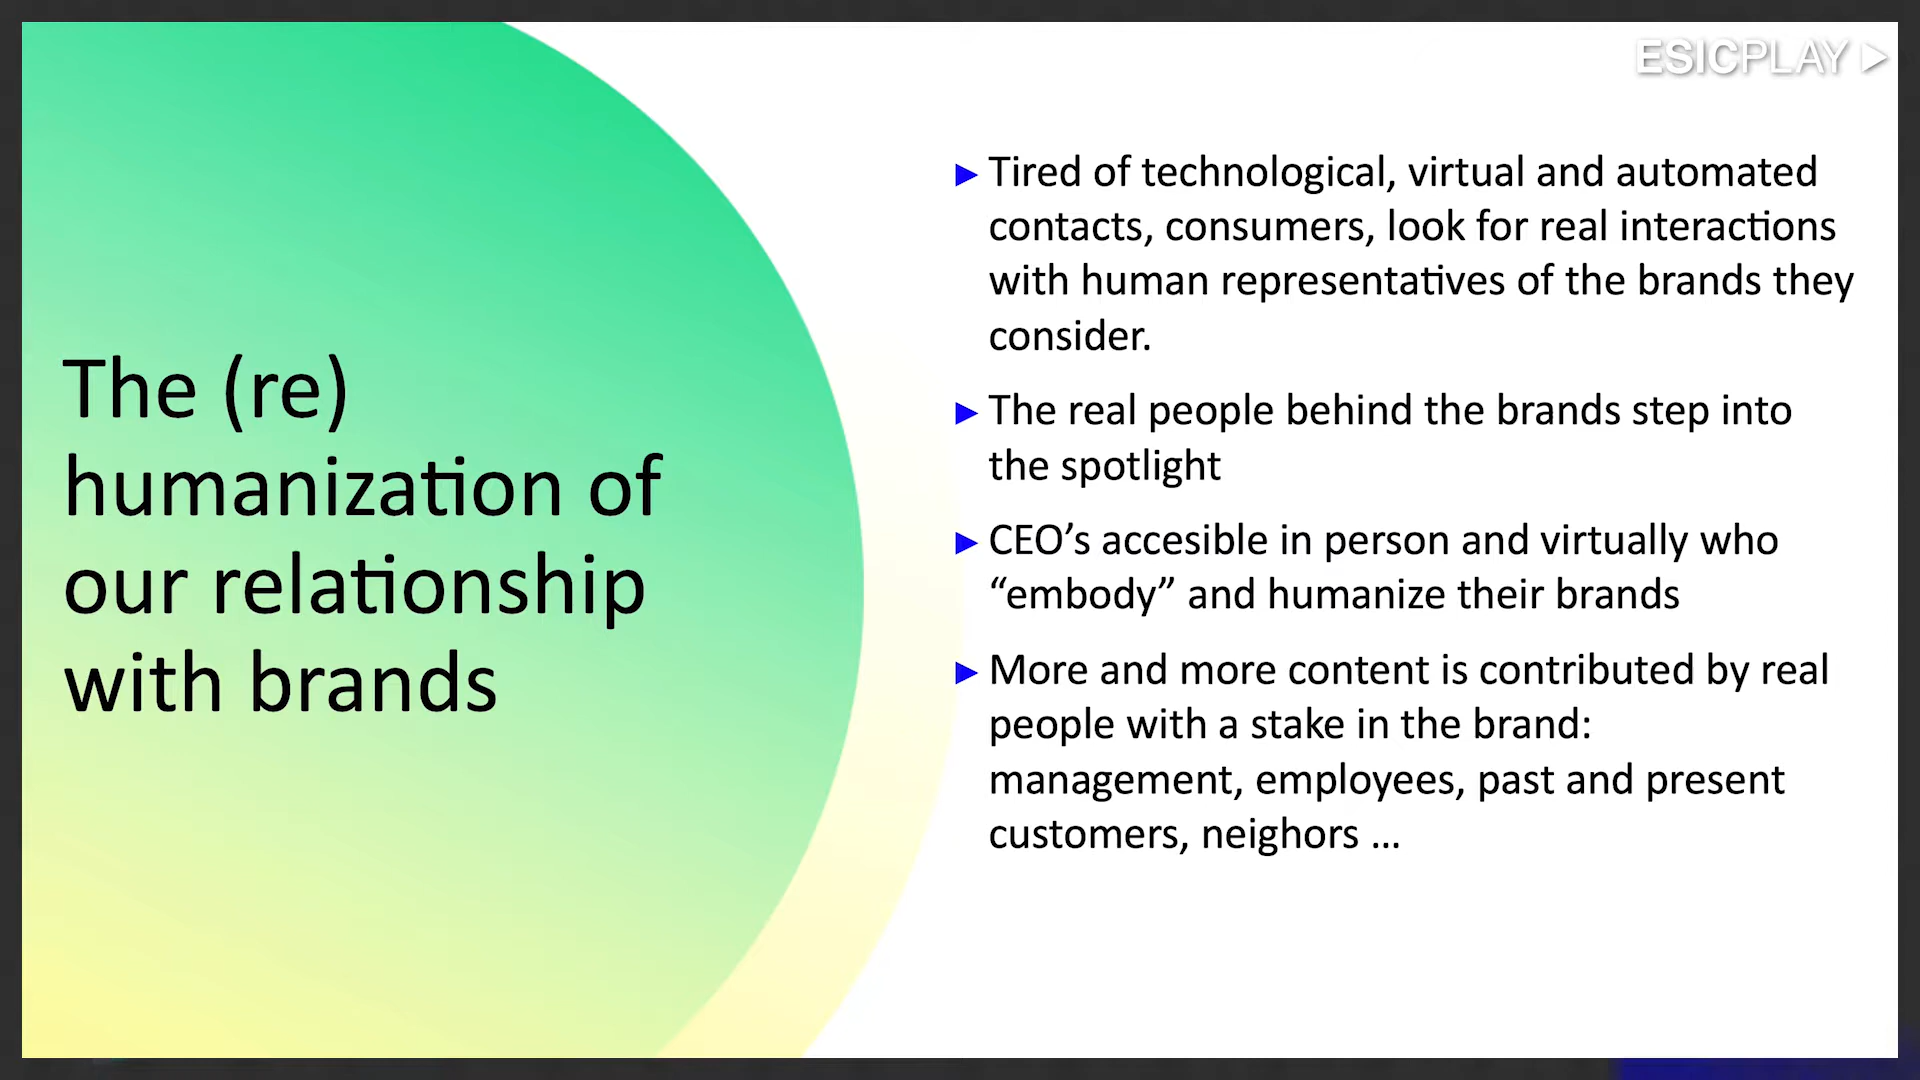 ESICPLAY
The (re)
humanization of
our relationship
with brands
Tired of technological, virtual and automated
contacts, consumers, look for real interactions
with human representatives of the brands they
consider.
The real people behind the brands step into
the spotlight
CEO’s accesible in person and virtually who
“embody” and humanize their brands
More and more content is contributed by real
people with a stake in the brand:
management, employees, past and present
customers, neighors ...